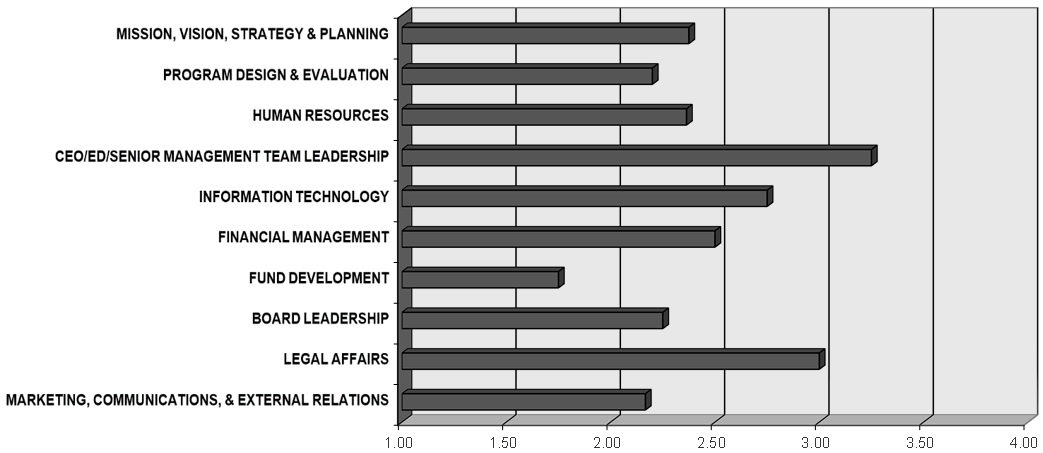 MISSION, VISION, STRATEGY & PLANNING
PROGRAM DESIGN & EVALUATION
HUMAN RESOURCES
CEO/ED/SENIOR MANAGEMENT TEAM LEADERSHIP
INFORMATION TECHNOLOGY
FINANCIAL MANAGEMENT
FUND DEVELOPMENT
BOARD LEADERSHIP
LEGAL AFFAIRS
MARKETING, COMMUNICATIONS, & EXTERNAL RELATIONS
1.00 1.50 2.00 2.50 3.00 3.50 4.00